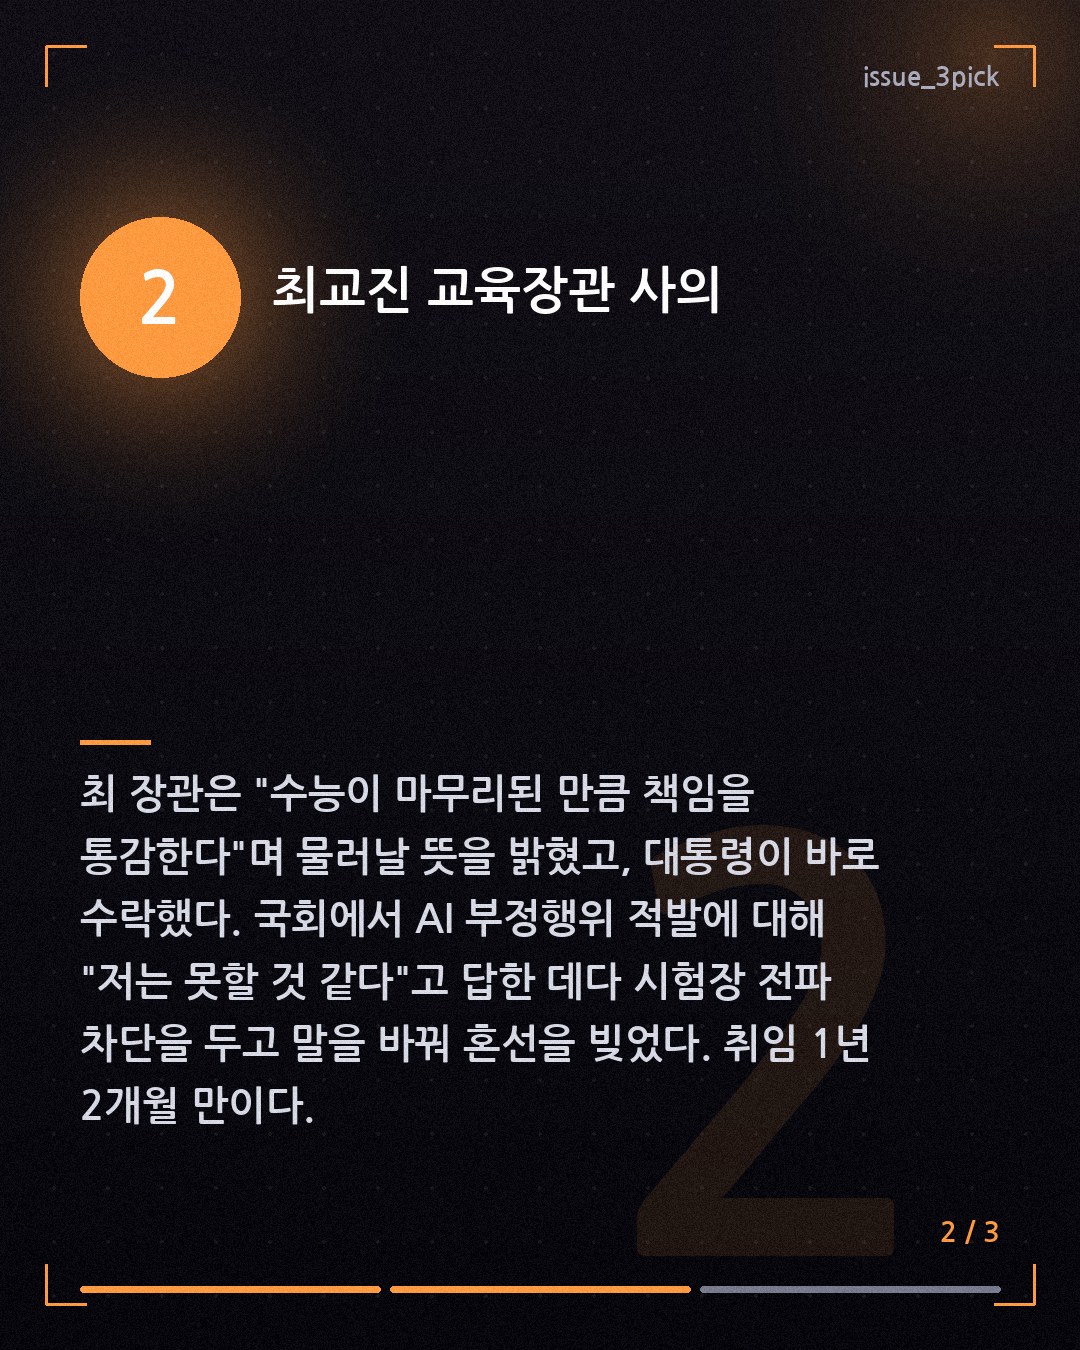 issue_3pick
2
최교진 교육장관 사의
최 장관은 "수능이 마무리된 만큼 책임을
통감한다"며 물러날 뜻을 밝혔고, 대통령이 바로
수락했다. 국회에서 AI 부정행위 적발에 대해
"저는 못할 것 같다"고 답한 데다 시험장 전파
차단을 두고 말을 바꿔 혼선을 빚었다. 취임 1년
2개월 만이다.
2
2 / 3